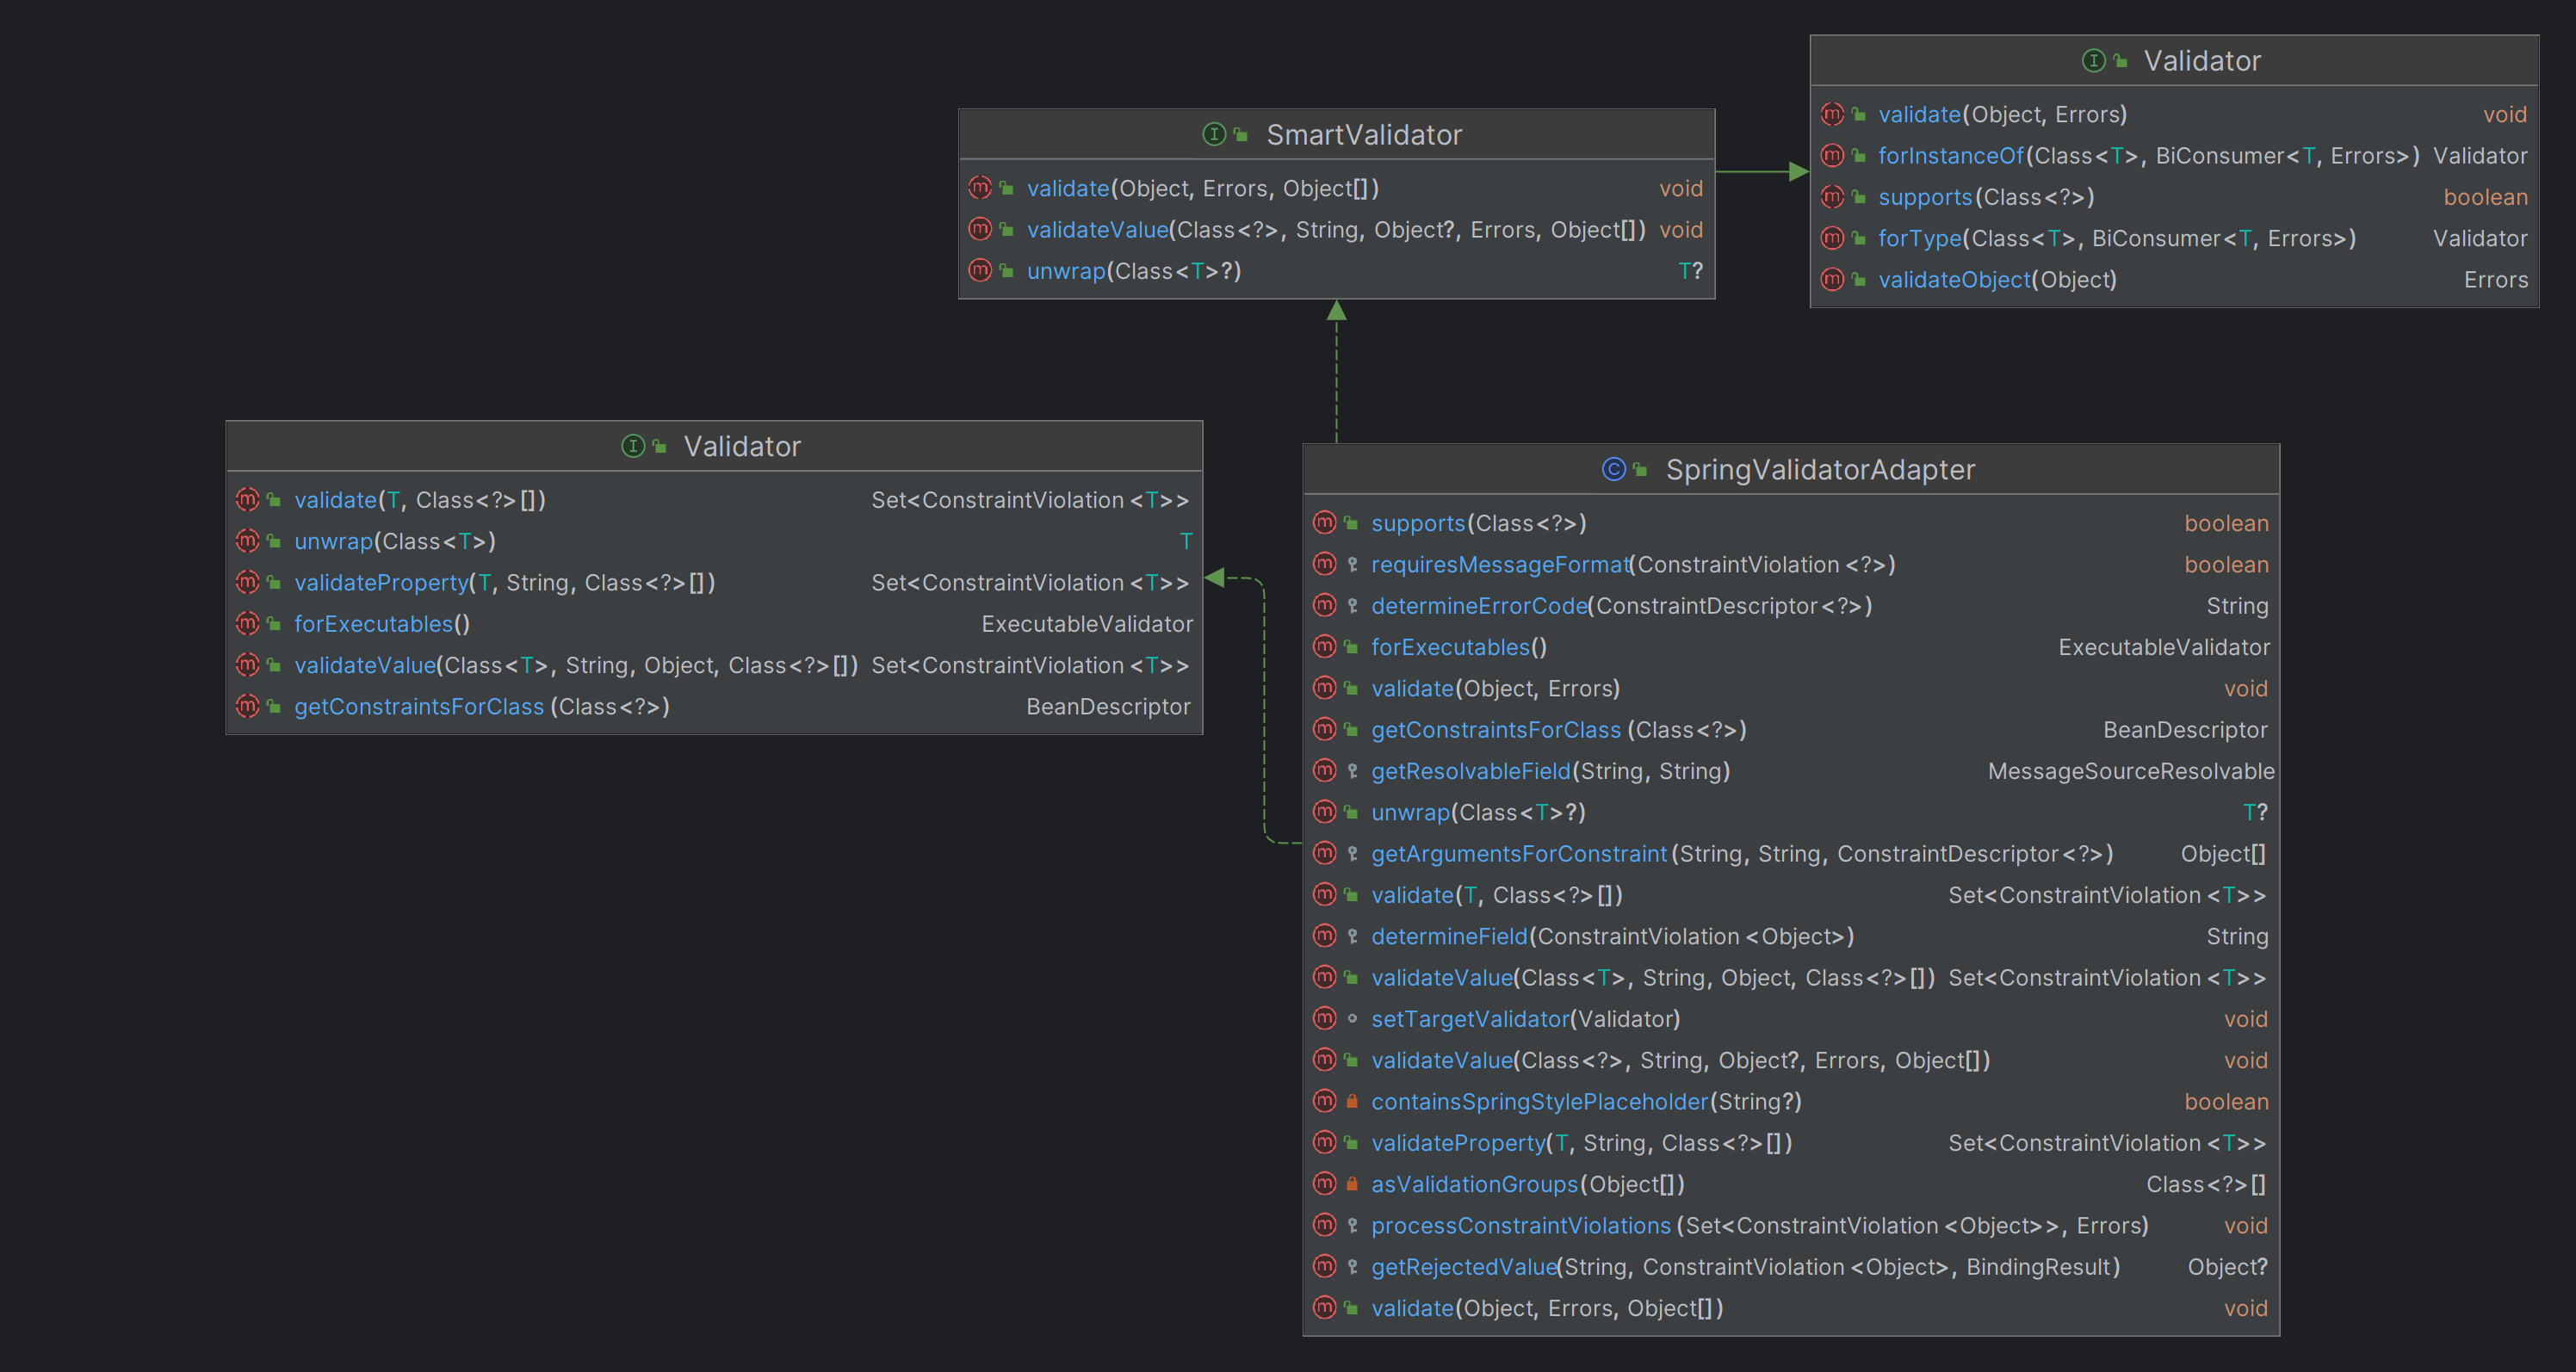 Validator
validate(Object, Errors) void
forInstanceOf(Class<T>, BiConsumer<T, Errors>) Validator
supports(Class<?>) boolean
forType(Class<T>, BiConsumer<T, Errors>) Validator
validateObject(Object) Errors
SmartValidator
validate(Object, Errors, Object[]) void
validateValue(Class<?>, String, Object?, Errors, Object[]) void
unwrap(Class<T>?) T?
Validator
validate(T, Class<?>[]) Set<ConstraintViolation<T>>
unwrap(Class<T>) T
validateProperty(T, String, Class<?>[]) Set<ConstraintViolation<T>>
forExecutables() ExecutableValidator
validateValue(Class<T>, String, Object, Class<?>[]) Set<ConstraintViolation<T>>
getConstraintsForClass(Class<?>) BeanDescriptor
SpringValidatorAdapter
supports(Class<?>) boolean
requiresMessageFormat(ConstraintViolation<?>) boolean
determineErrorCode(ConstraintDescriptor<?>) String
forExecutables() ExecutableValidator
validate(Object, Errors) void
getConstraintsForClass(Class<?>) BeanDescriptor
getResolvableField(String, String) MessageSourceResolvable
unwrap(Class<T>?) T?
getArgumentsForConstraint(String, String, ConstraintDescriptor<?>) Object[]
validate(T, Class<?>[]) Set<ConstraintViolation<T>>
determineField(ConstraintViolation<Object>) String
validateValue(Class<T>, String, Object, Class<?>[]) Set<ConstraintViolation<T>>
setTargetValidator(Validator) void
validateValue(Class<?>, String, Object?, Errors, Object[]) void
containsSpringStylePlaceholder(String?) boolean
validateProperty(T, String, Class<?>[]) Set<ConstraintViolation<T>>
asValidationGroups(Object[]) Class<?>[]
processConstraintViolations(Set<ConstraintViolation<Object>>, Errors) void
getRejectedValue(String, ConstraintViolation<Object>, BindingResult) Object?
validate(Object, Errors, Object[]) void